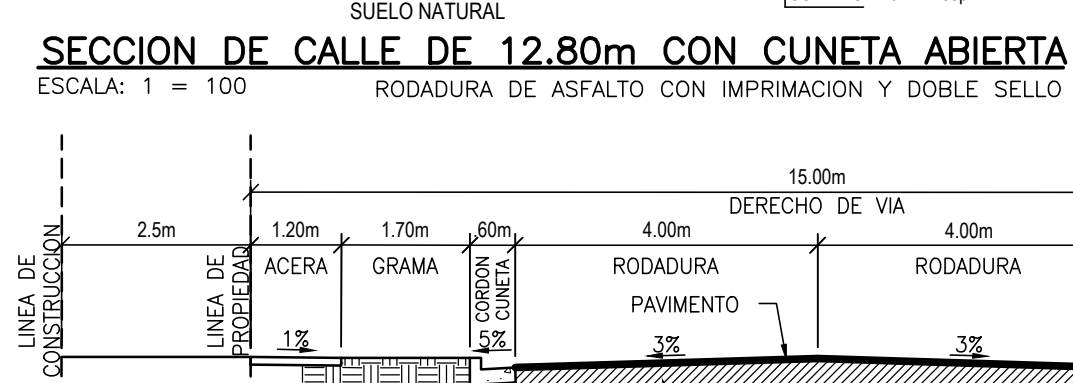 SUELO NATURAL
SECCION DE CALLE DE 12.80m CON CUNETA ABIERTA
ESCALA: 1 = 100
RODADURA DE ASFALTO CON IMPRIMACION Y DOBLE SELLO
15.00m
DERECHO DE VIA
2.5m
1.20m
1.70m
.60m
4.00m
4.00m
LINEA DE
CONSTRUCCION
LINEA DE
PROPIEDAD
ACERA
GRAMA
CORDON
CUNETA
RODADURA
RODADURA
PAVIMENTO
1%
5%
3%
3%